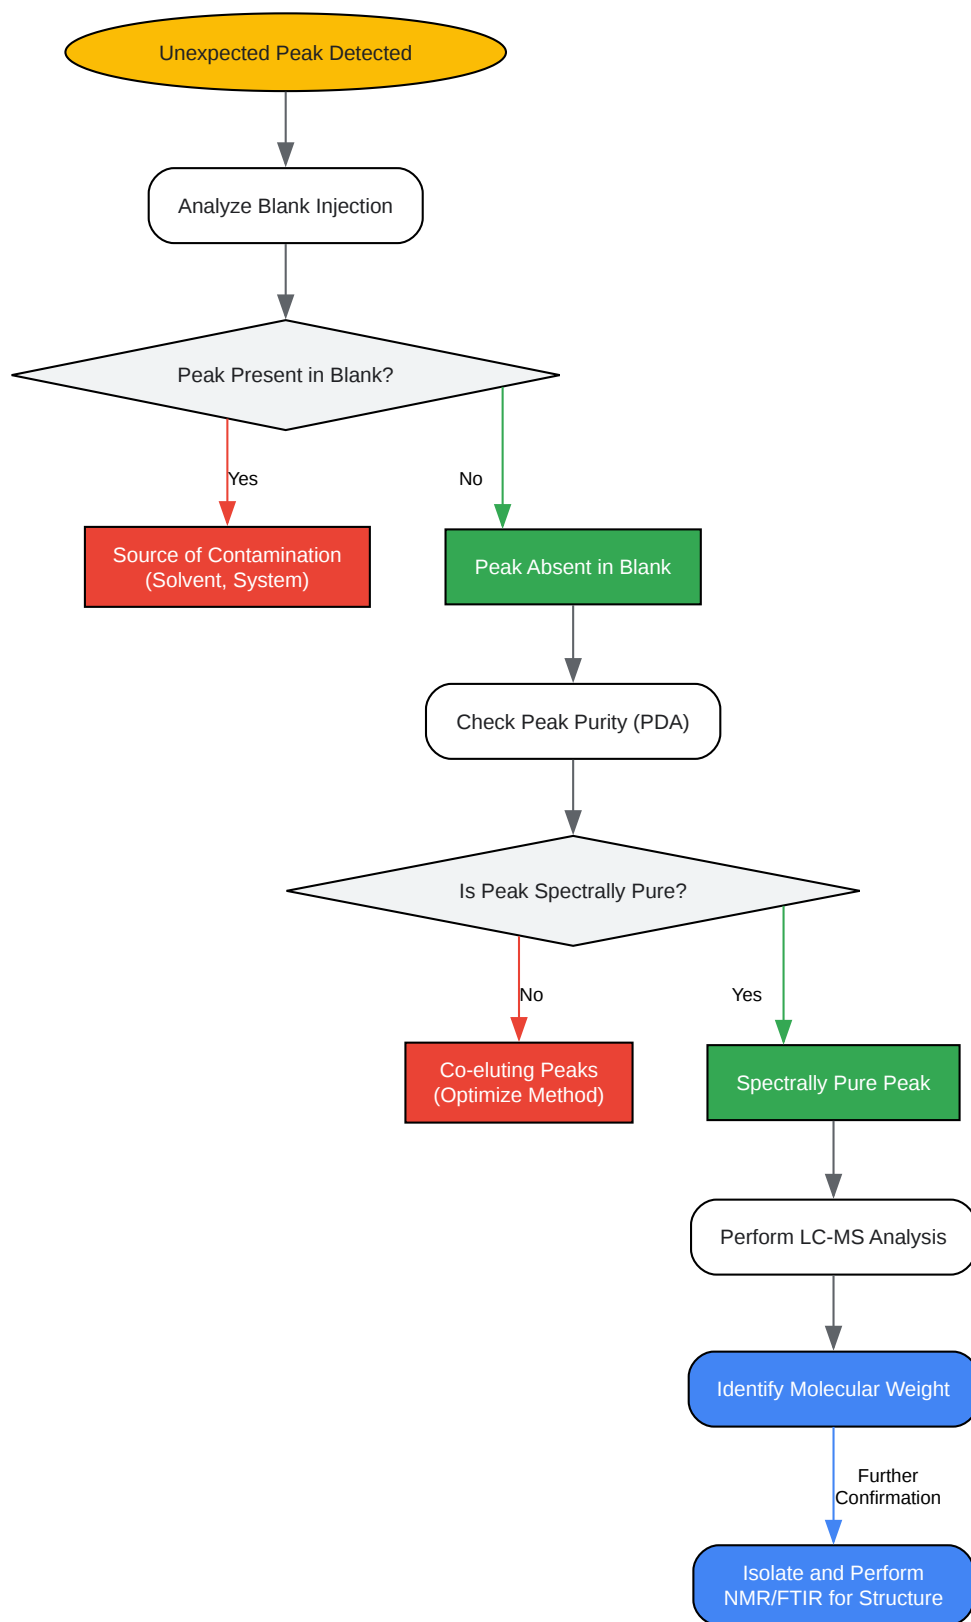 Unexpected Peak Detected
Analyze Blank Injection
Peak Present in Blank?
Yes
No
Source of Contamination
(Solvent, System)
Peak Absent in Blank
Check Peak Purity (PDA)
Is Peak Spectrally Pure?
No
Yes
Co-eluting Peaks
(Optimize Method)
Spectrally Pure Peak
Perform LC-MS Analysis
Identify Molecular Weight
Further
Confirmation
Isolate and Perform
NMR/FTIR for Structure